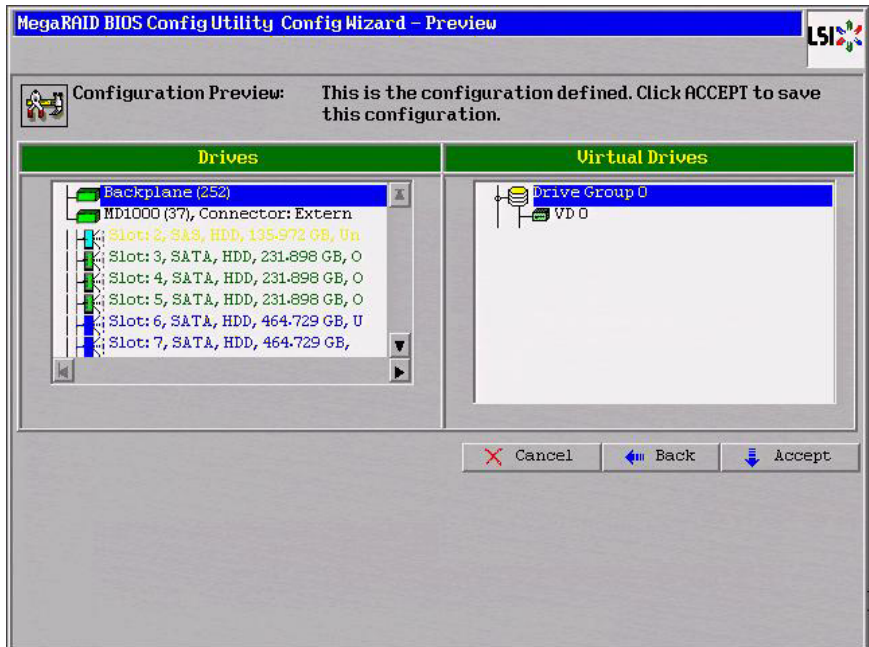 MegaRAID BIOS Config Utility Config Wizard – Preview
LSI
Configuration Preview:
This is the configuration defined. Click ACCEPT to save
this configuration.
Drives
Backplane (252)
MD1000 (37), Connector: Extern
Slot: 2, SAS, HDD, 135.972 GB, Un
Slot: 3, SATA, HDD, 231.898 GB, O
Slot: 4, SATA, HDD, 231.898 GB, O
Slot: 5, SATA, HDD, 231.898 GB, O
Slot: 6, SATA, HDD, 464.729 GB, U
Slot: 7, SATA, HDD, 464.729 GB,
Virtual Drives
Drive Group 0
VD 0
Cancel
Back
Accept